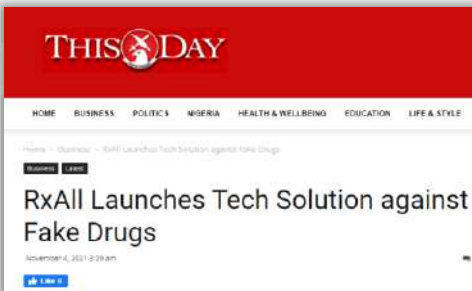 THISDAY
HOME BUSINESS POLITICS NIGERIA HEALTH & WELLBEING EDUCATION LIFE & STYLE
Home > Business > RxAll Launches Tech Solution against Fake Drugs
Business Latest
RxAll Launches Tech Solution against
Fake Drugs
November 4, 2021 3:29 am
Like 0